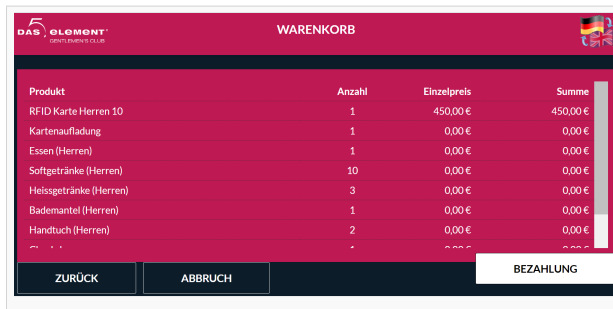 5
DAS ELEMENT
GENTLEMEN'S CLUB
WARENKORB
Produkt Anzahl Einzelpreis Summe
RFID Karte Herren 10 1 450,00 € 450,00 €
Kartenaufladung 1 0,00 € 0,00 €
Essen (Herren) 1 0,00 € 0,00 €
Softgetränke (Herren) 10 0,00 € 0,00 €
Heissgetränke (Herren) 3 0,00 € 0,00 €
Bademantel (Herren) 1 0,00 € 0,00 €
Handtuch (Herren) 2 0,00 € 0,00 €
ZURÜCK ABBRUCH BEZAHLUNG